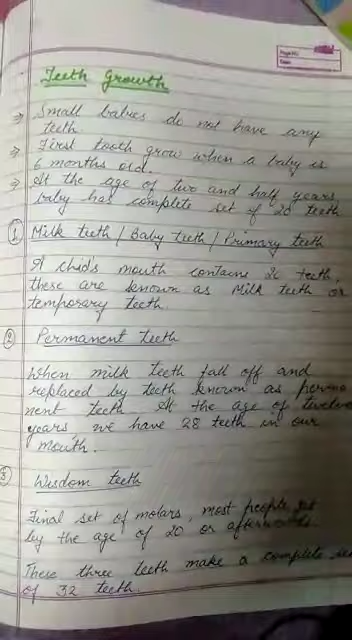 Page No.
Date
Teeth Growth
⇒ Small babies do not have any
teeth
⇒ First tooth grow when a baby is
6 months old.
⇒ At the age of two and half years,
baby has complete set of 20 teeth
① Milk teeth / Baby teeth / Primary teeth
A chid's mouth contains 20 teeth,
these are known as Milk teeth or
temporary teeth.
② Permanent teeth
When milk teeth fall off and
replaced by teeth known as perma
nent teeth At the age of twelve
years we have 28 teeth in our
mouth.
③ Wisdom teeth
Final set of molars, most people get
by the age of 20 or afterwards.
These three teeth make a complete set
of 32 teeth.